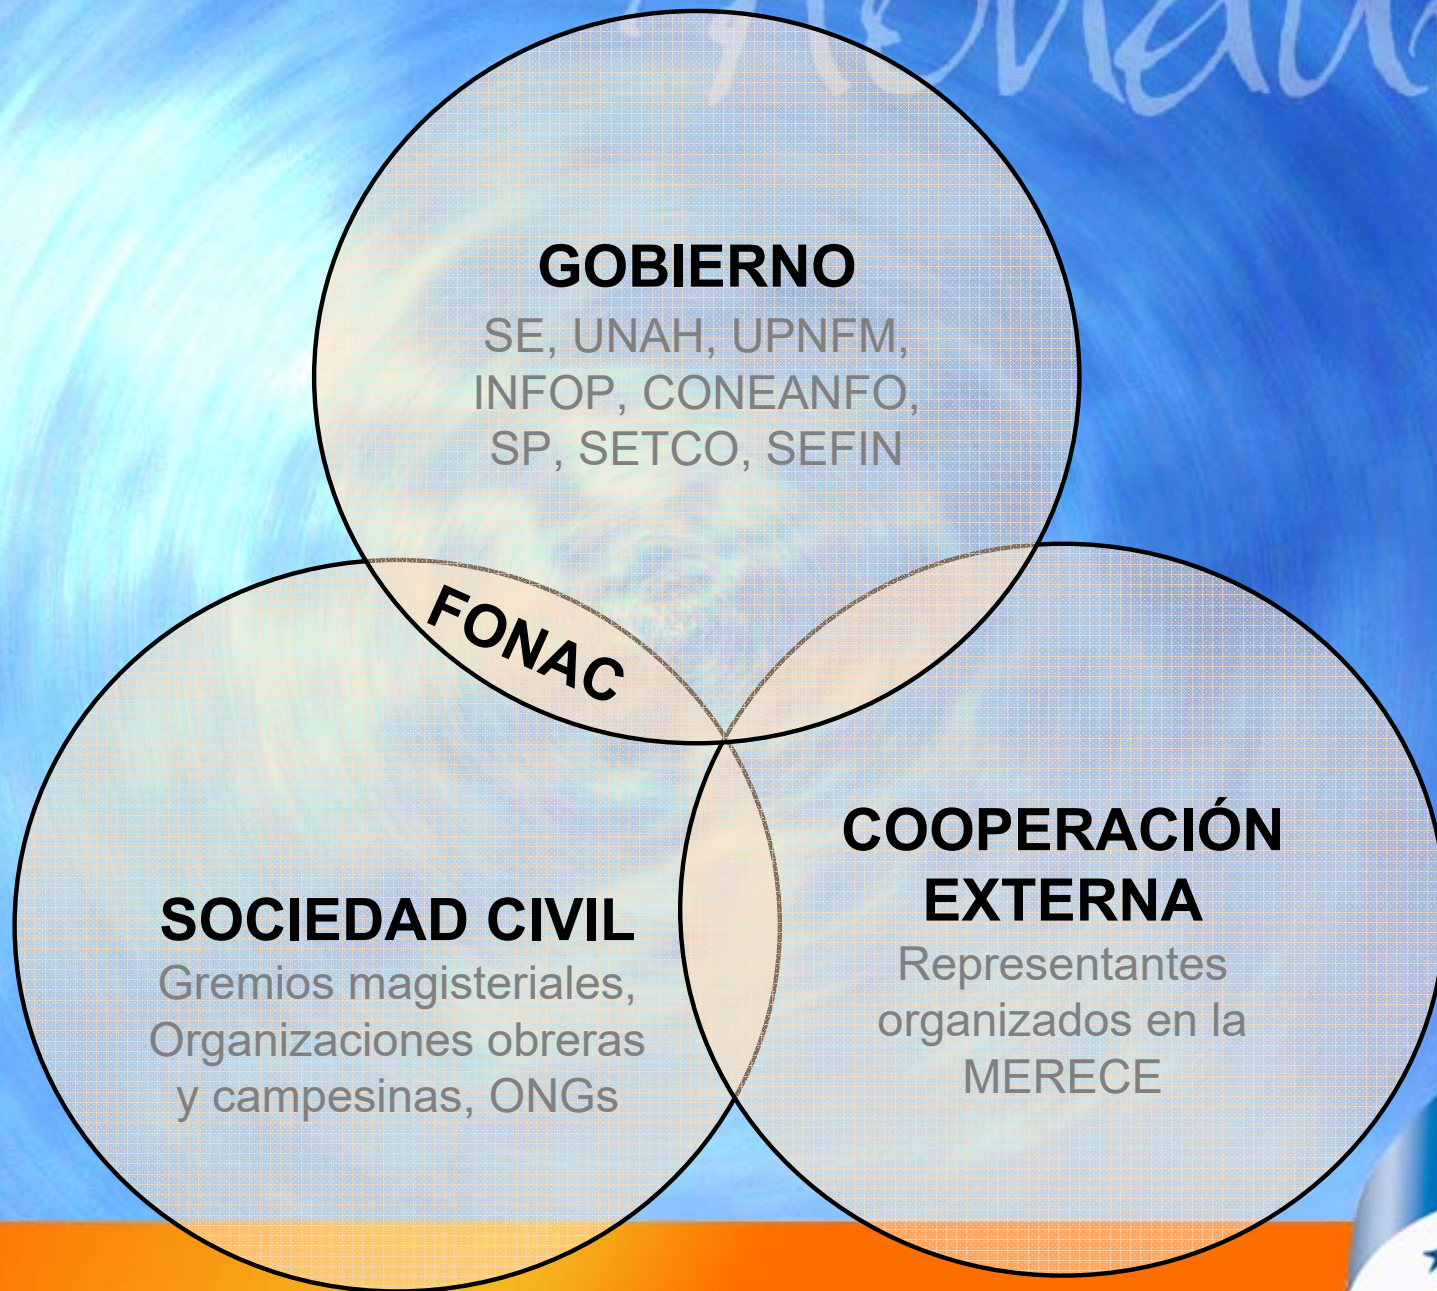 GOBIERNO
SE, UNAH, UPNFM,
INFOP, CONEANFO,
SP, SETCO, SEFIN
FONAC
SOCIEDAD CIVIL
Gremios magisteriales,
Organizaciones obreras
y campesinas, ONGs
COOPERACIÓN
EXTERNA
Representantes
organizados en la
MERECE